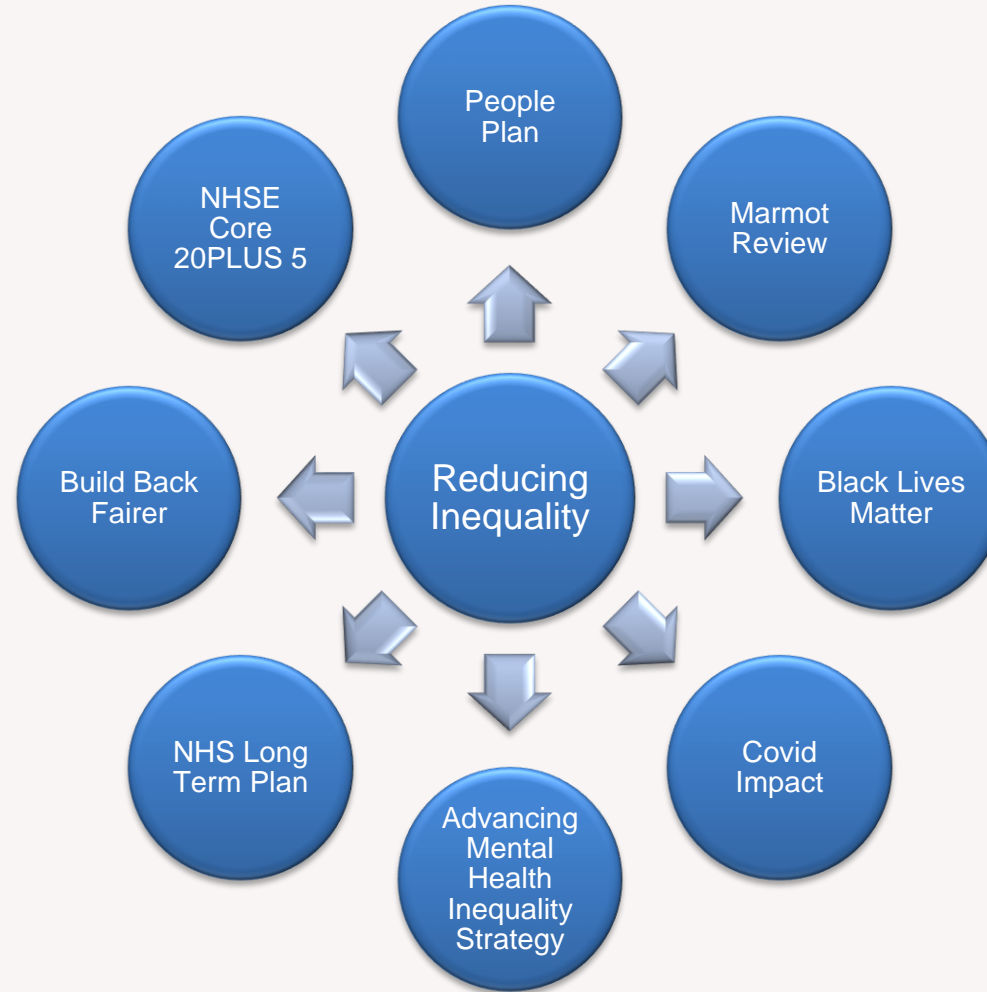 People
Plan
Marmot
Review
Black Lives
Matter
Covid
Impact
Advancing
Mental
Health
Inequality
Strategy
NHS Long
Term Plan
Build Back
Fairer
NHSE
Core
20PLUS 5
Reducing
Inequality